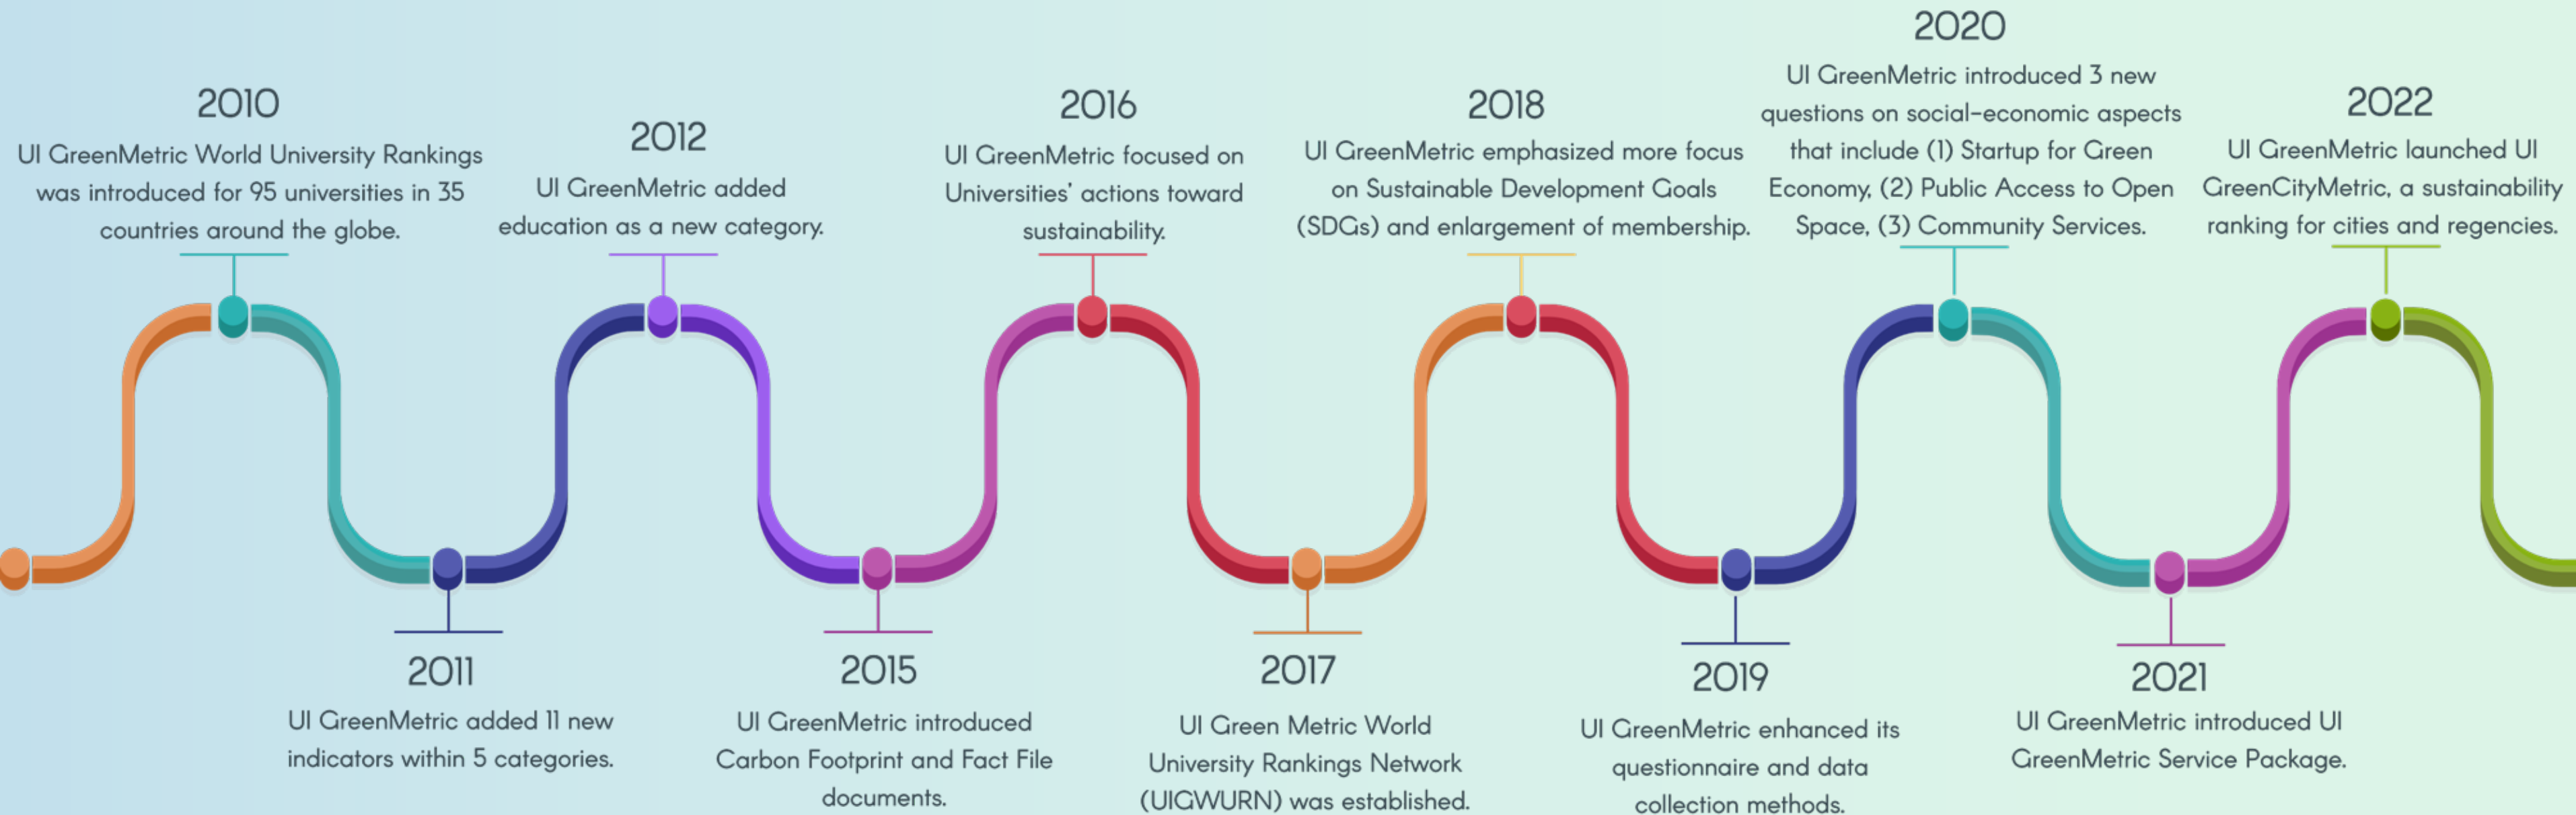 2010
UI GreenMetric World University Rankings
was introduced for 95 universities in 35
countries around the globe.
2011
UI GreenMetric added 11 new
indicators within 5 categories.
2012
UI GreenMetric added
education as a new category.
2015
UI GreenMetric introduced
Carbon Footprint and Fact File
documents.
2016
UI GreenMetric focused on
Universities' actions toward
sustainability.
2017
UI Green Metric World
University Rankings Network
(UIGWURN) was established.
2018
UI GreenMetric emphasized more focus
on Sustainable Development Goals
(SDGs) and enlargement of membership.
2019
UI GreenMetric enhanced its
questionnaire and data
collection methods.
2020
UI GreenMetric introduced 3 new
questions on social-economic aspects
that include (1) Startup for Green
Economy, (2) Public Access to Open
Space, (3) Community Services.
2021
UI GreenMetric introduced UI
GreenMetric Service Package.
2022
UI GreenMetric launched UI
GreenCityMetric, a sustainability
ranking for cities and regencies.